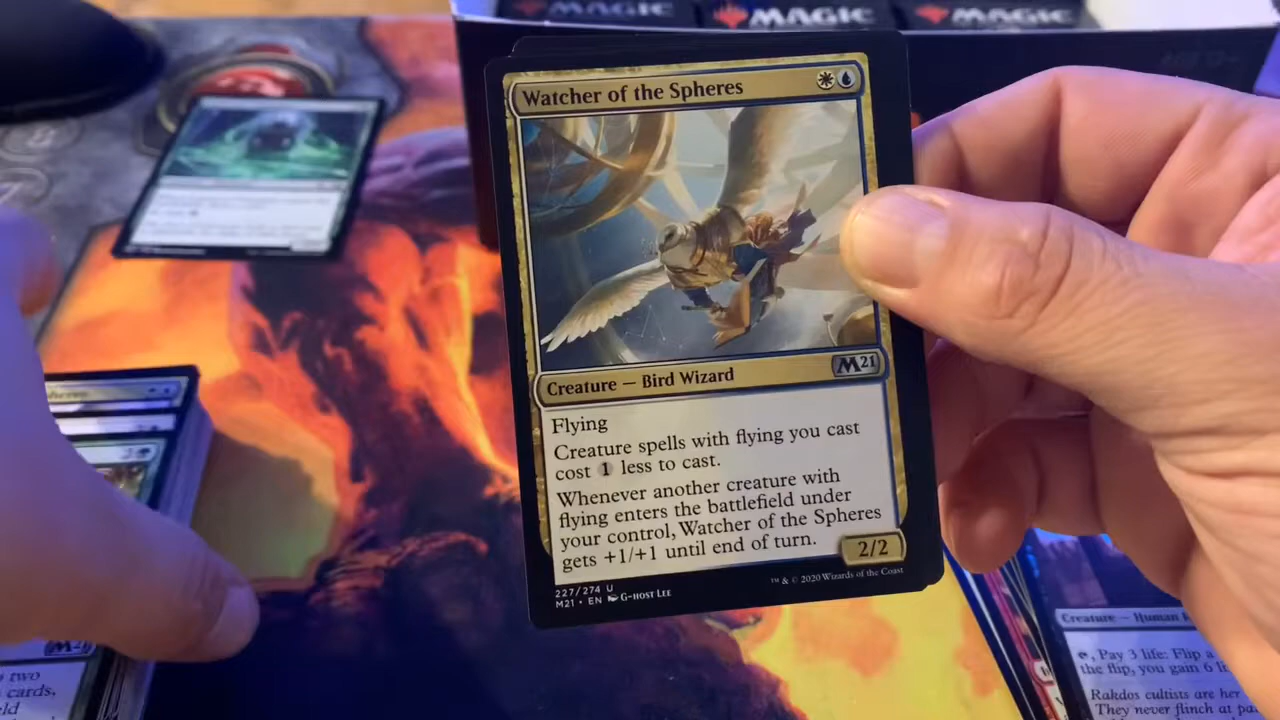 MAGIC MAGIC MAGIC
Watcher of the Spheres
Creature — Bird Wizard
M21
Flying
Creature spells with flying you cast
cost 1 less to cast.
Whenever another creature with
flying enters the battlefield under
your control, Watcher of the Spheres
gets +1/+1 until end of turn.
2/2
227/274 U
M21 • EN G-HOST LEE
™ & © 2020 Wizards of the Coast
M21
two
cards,
Creature — Human
, Pay 3 life: Flip a
the flip, you gain 6
Rakdos cultists are her
They never flinch at